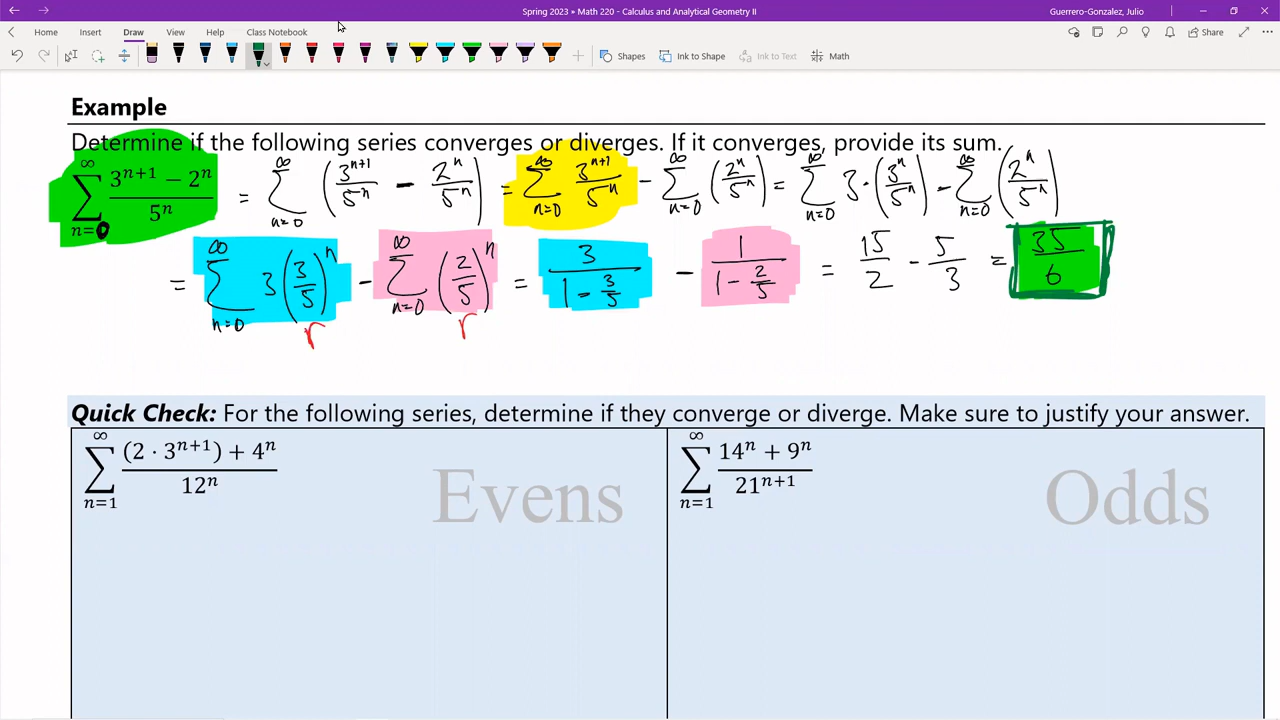 Spring 2023 » Math 220 - Calculus and Analytical Geometry II
Guerrero-Gonzalez, Julio
Home Insert Draw View Help Class Notebook
Share
Shapes Ink to Shape Ink to Text Math
Example
Determine if the following series converges or diverges. If it converges, provide its sum.
∑_{n=0}^{∞} (3^{n+1} − 2^n)/5^n = ∑_{n=0}^{∞} (3^{n+1}/5^n − 2^n/5^n) = ∑_{n=0}^{∞} 3^{n+1}/5^n − ∑_{n=0}^{∞} (2^n/5^n) = ∑_{n=0}^{∞} 3·(3^n/5^n) − ∑_{n=0}^{∞} (2^n/5^n)
= ∑_{n=0}^{∞} 3(3/5)^n − ∑_{n=0}^{∞} (2/5)^n = 3/(1 − 3/5) − 1/(1 − 2/5) = 15/2 − 5/3 = 35/6
r r
Quick Check: For the following series, determine if they converge or diverge. Make sure to justify your answer.
∑_{n=1}^{∞} ((2 · 3^{n+1}) + 4^n)/12^n
Evens
∑_{n=1}^{∞} (14^n + 9^n)/21^{n+1}
Odds